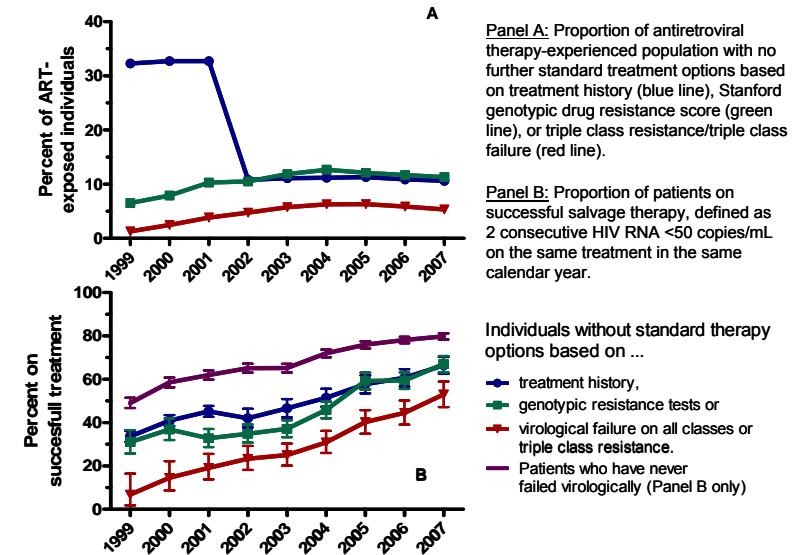 A
Percent of ART-
exposed individuals
40
30
20
10
0
1999
2000
2001
2002
2003
2004
2005
2006
2007
Panel A: Proportion of antiretroviral
therapy-experienced population with no
further standard treatment options based
on treatment history (blue line), Stanford
genotypic drug resistance score (green
line), or triple class resistance/triple class
failure (red line).
Panel B: Proportion of patients on
successful salvage therapy, defined as
2 consecutive HIV RNA <50 copies/mL
on the same treatment in the same
calendar year.
Percent on
succesfull treatment
100
80
60
40
20
0
B
1999
2000
2001
2002
2003
2004
2005
2006
2007
Individuals without standard therapy
options based on ...
treatment history,
genotypic resistance tests or
virological failure on all classes or
triple class resistance.
Patients who have never
failed virologically (Panel B only)